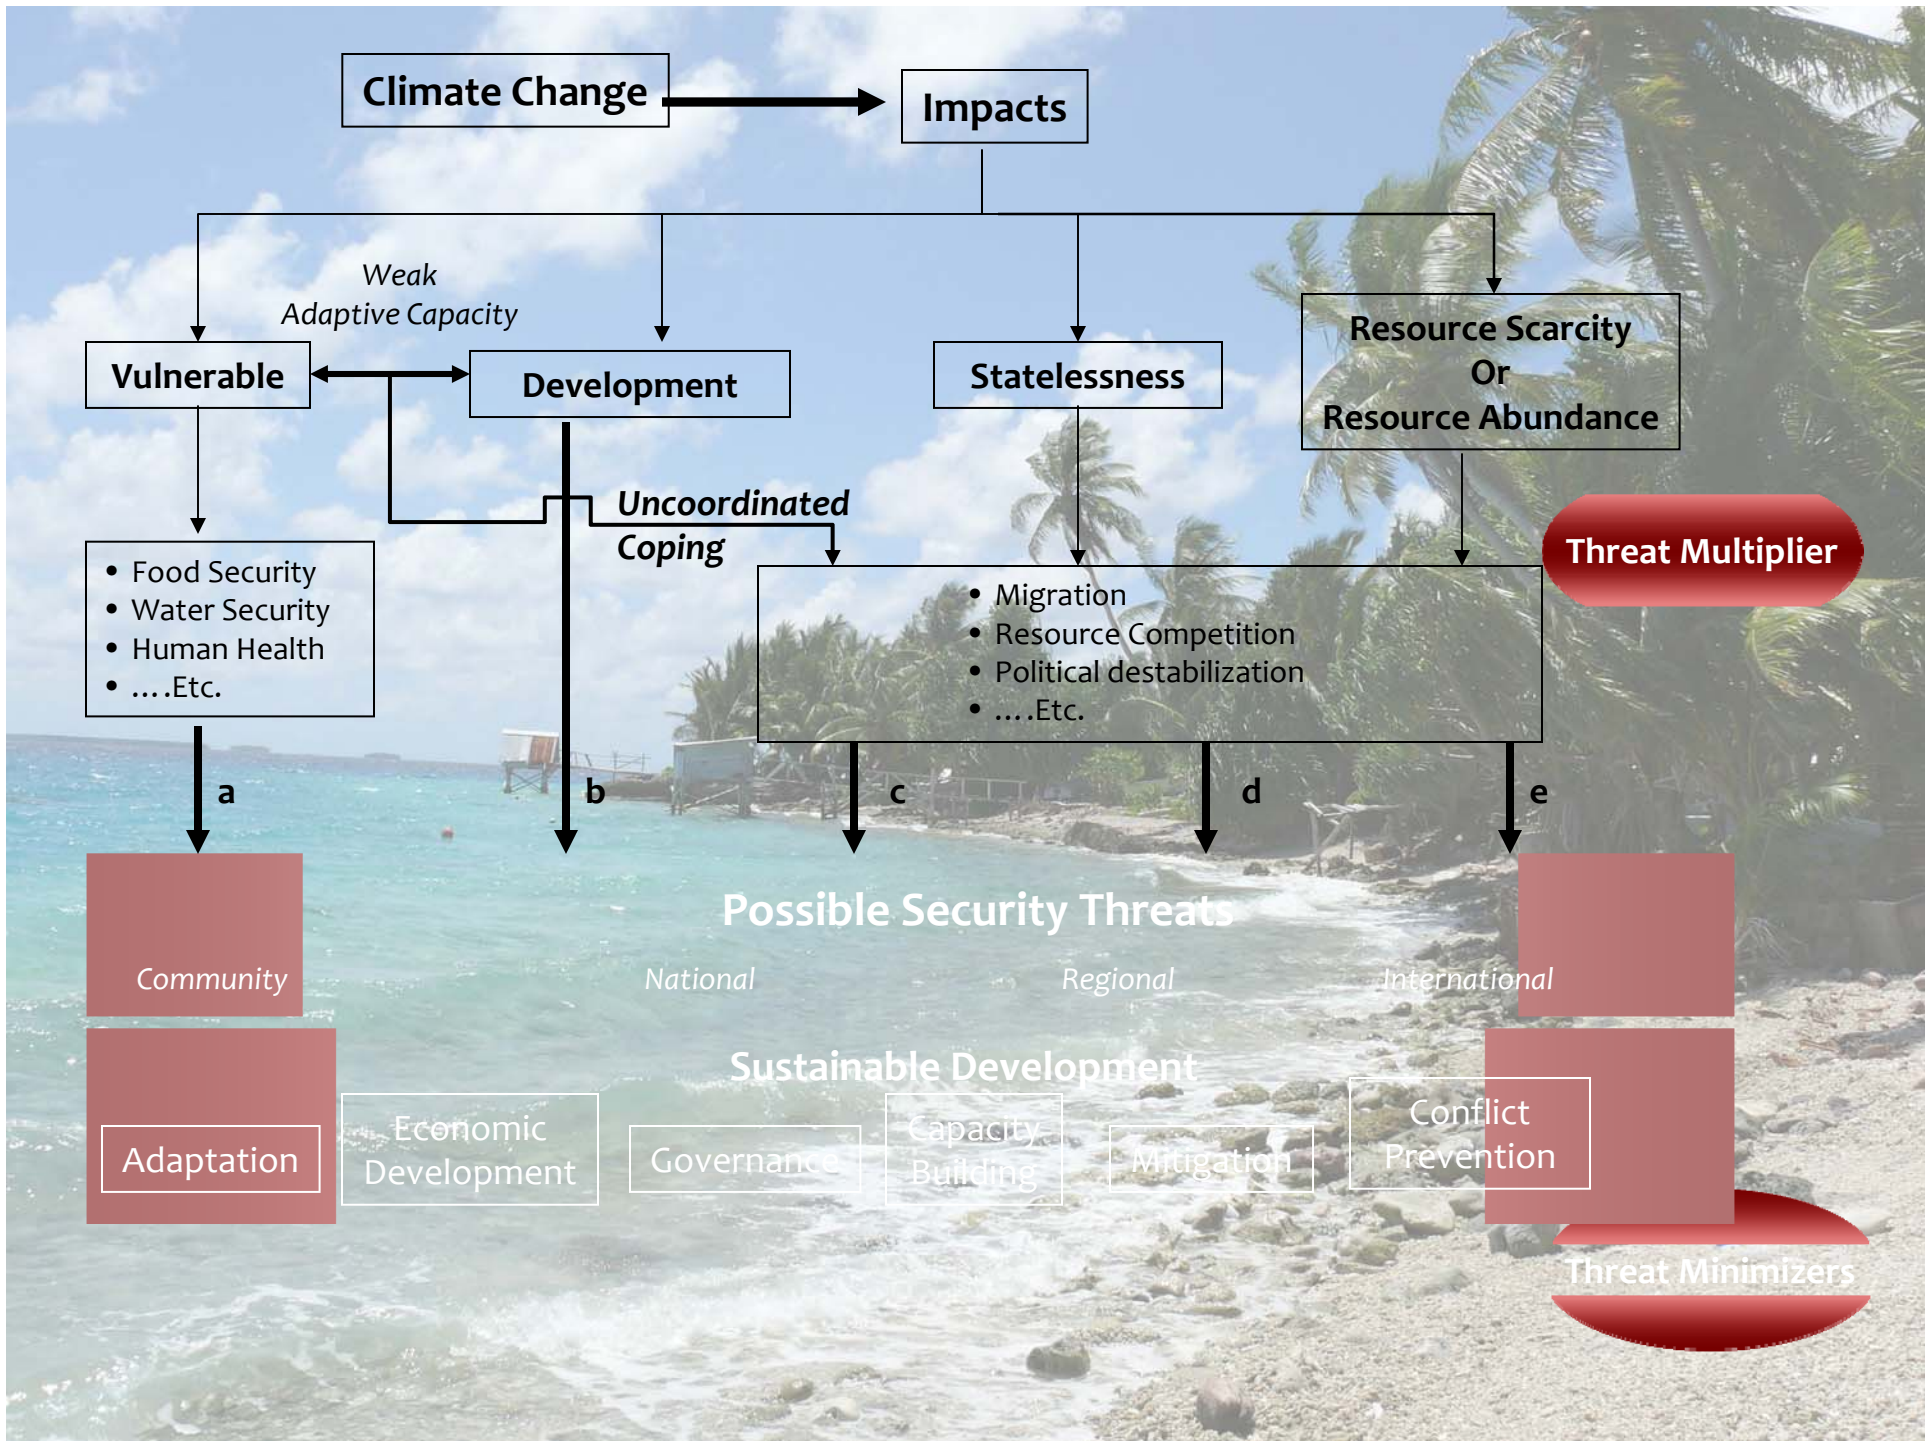 Climate Change
Impacts
Weak
Adaptive Capacity
Vulnerable
Development
Statelessness
Resource Scarcity
Or
Resource Abundance
Uncoordinated
Coping
Threat Multiplier
• Food Security
• Water Security
• Human Health
• ….Etc.
• Migration
• Resource Competition
• Political destabilization
• ….Etc.
a
b
c
d
e
Possible Security Threats
Community
National
Regional
International
Sustainable Development
Adaptation
Economic
Development
Governance
Capacity
Building
Mitigation
Conflict
Prevention
Threat Minimizers